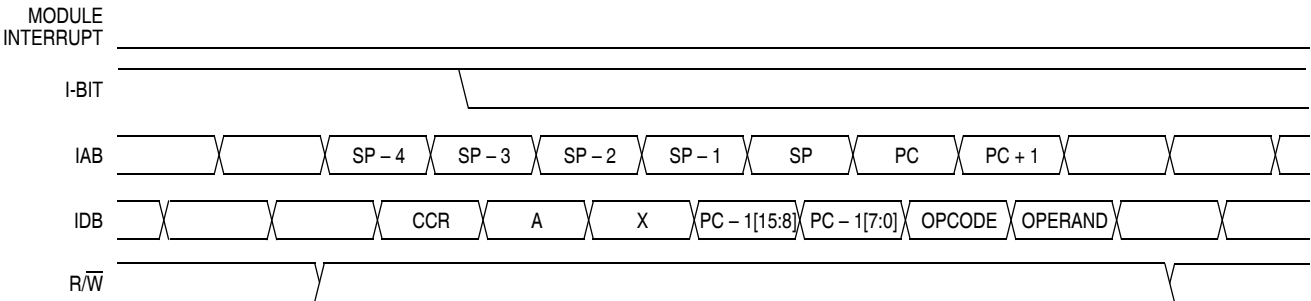 MODULE
INTERRUPT
I-BIT
IAB SP – 4 SP – 3 SP – 2 SP – 1 SP PC PC + 1
IDB CCR A X PC – 1[15:8] PC – 1[7:0] OPCODE OPERAND
R/W̅